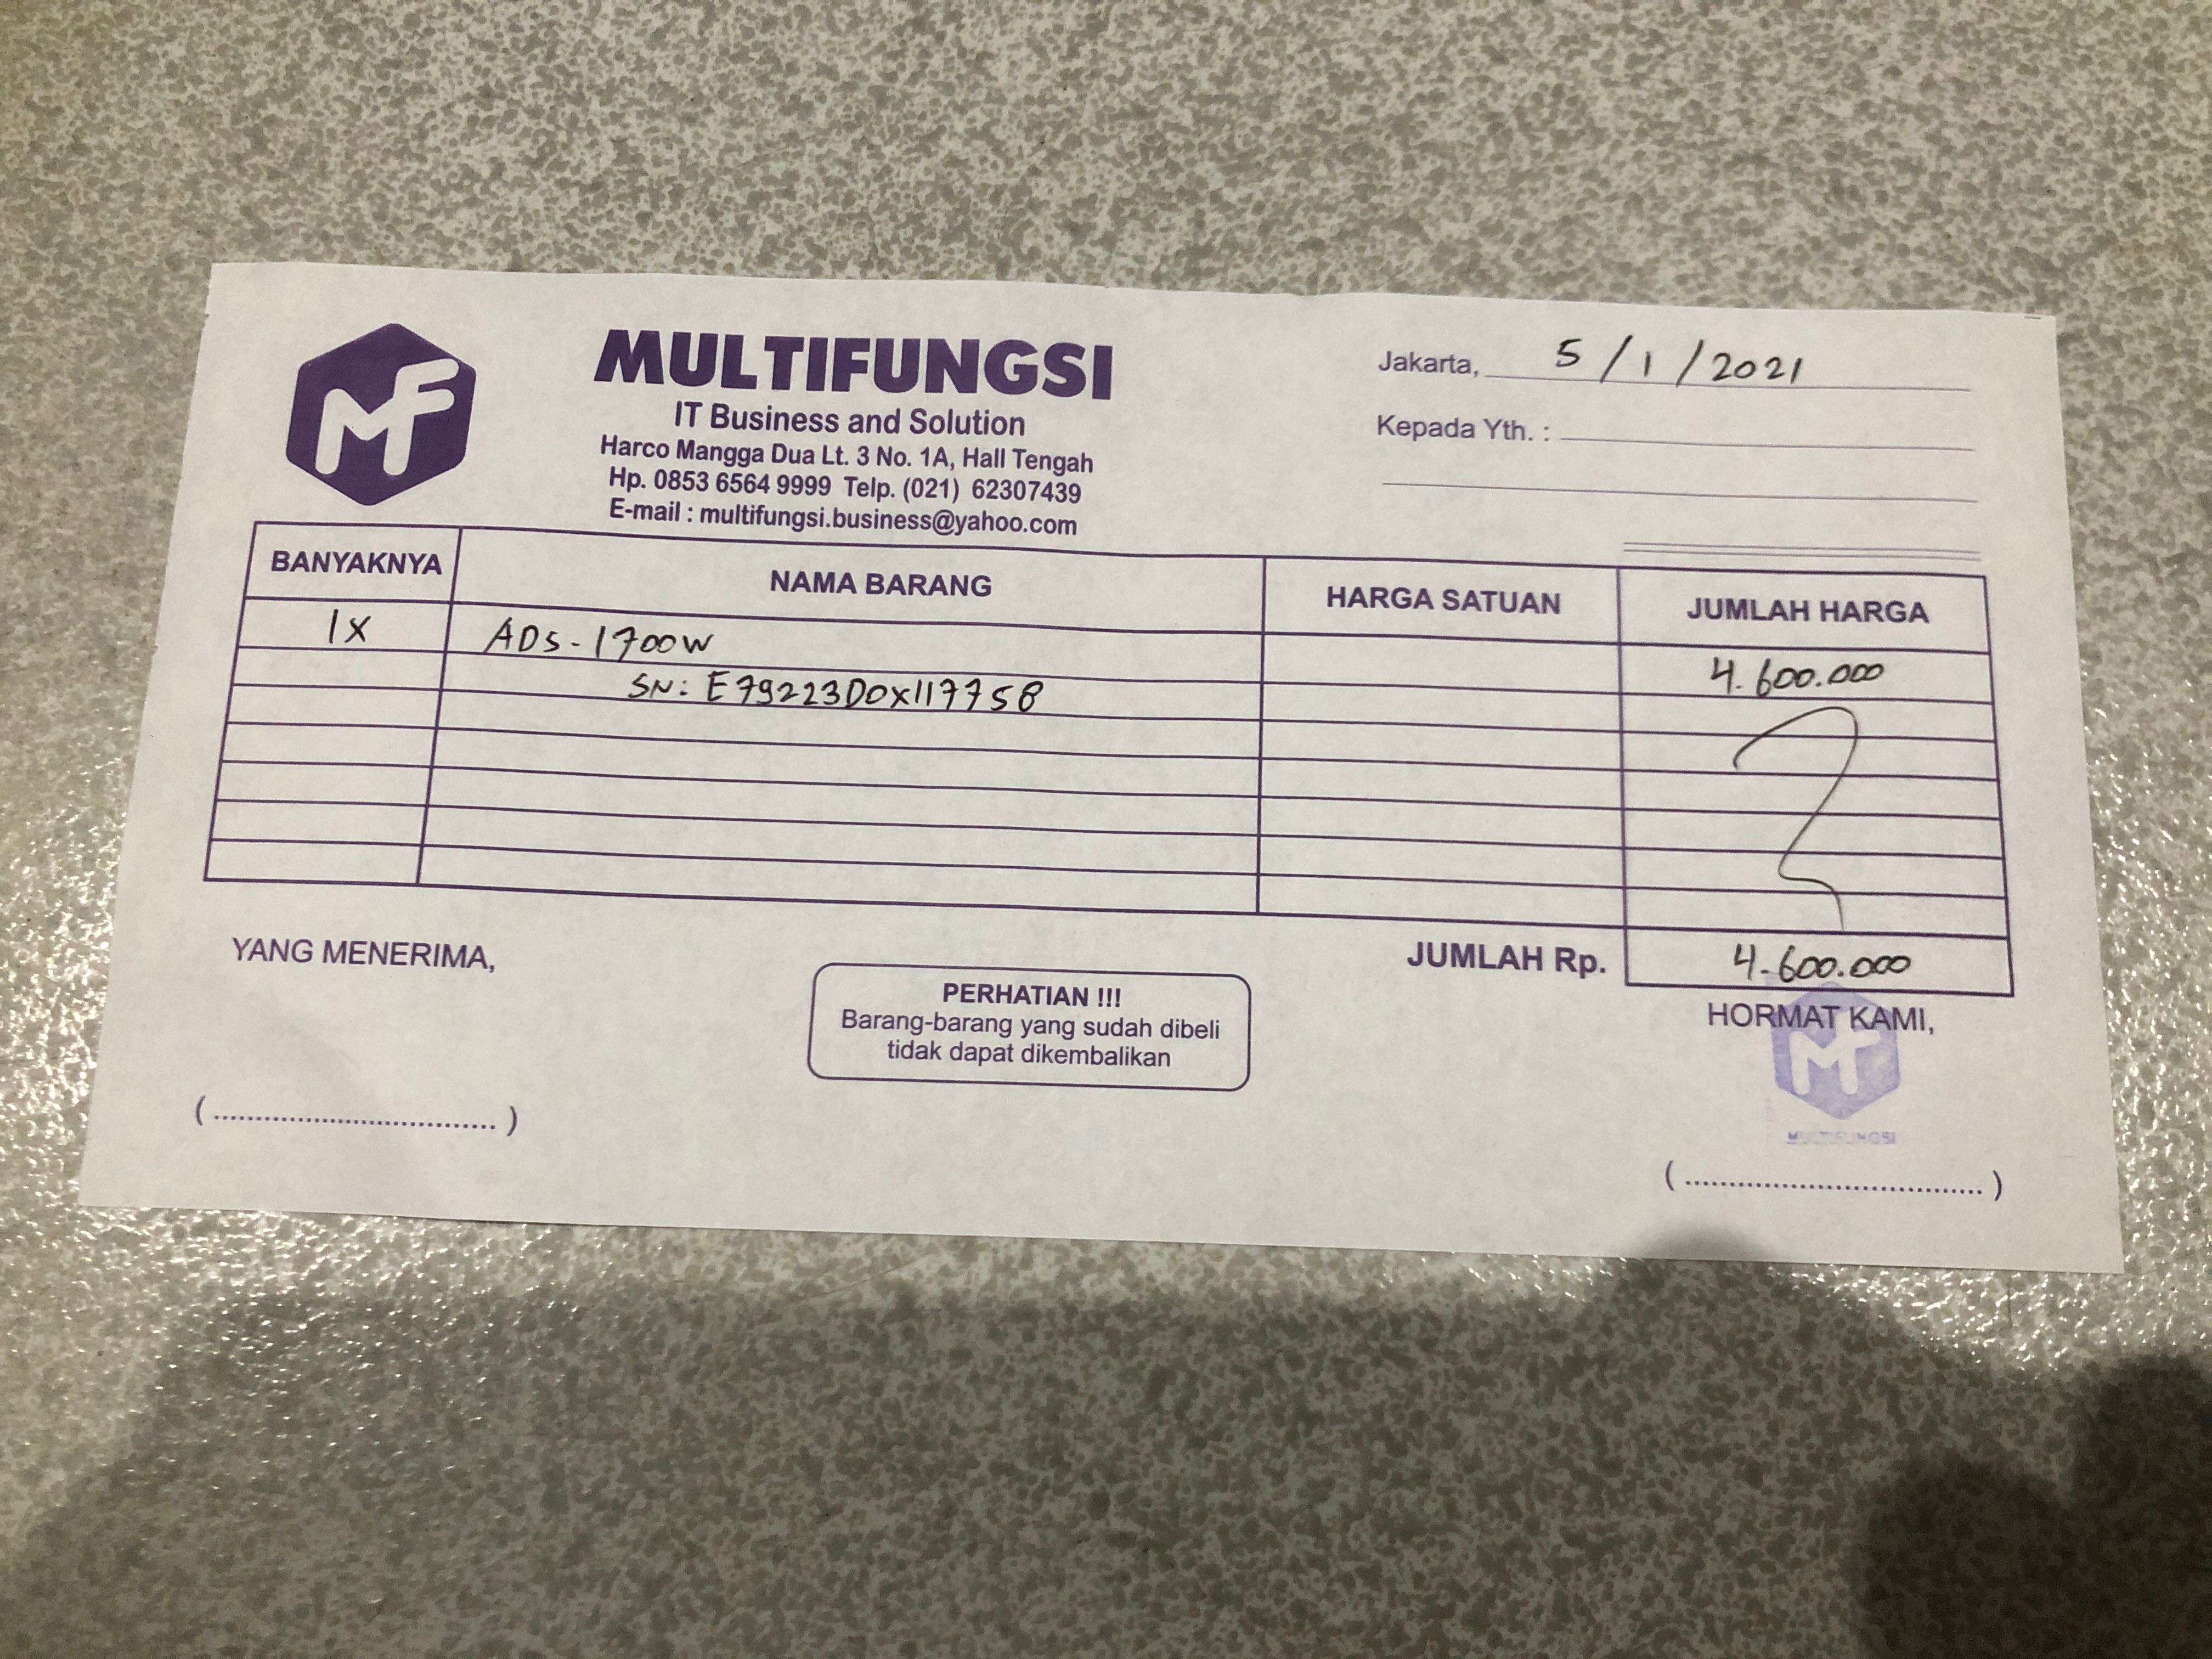 MF
MULTIFUNGSI
IT Business and Solution
Harco Mangga Dua Lt. 3 No. 1A, Hall Tengah
Hp. 0853 6564 9999 Telp. (021) 62307439
E-mail : multifungsi.business@yahoo.com
Jakarta, 5 / 1 / 2021
Kepada Yth. :
BANYAKNYA NAMA BARANG HARGA SATUAN JUMLAH HARGA
1X ADS-1700W 4.600.000
SN: E79223D0X117758
JUMLAH Rp. 4.600.000
YANG MENERIMA,
PERHATIAN !!!
Barang-barang yang sudah dibeli
tidak dapat dikembalikan
HORMAT KAMI,
MF
MULTIFUNGSI
(..................................)
(..................................)